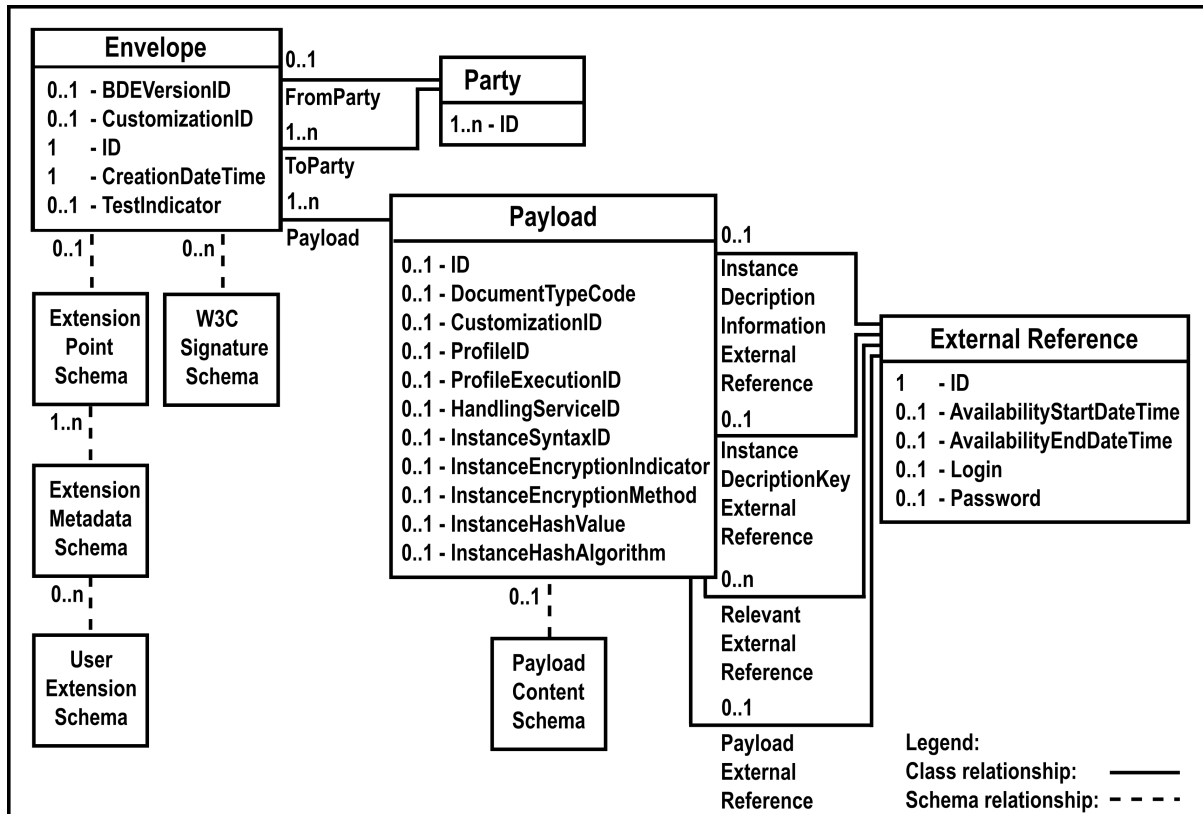 Envelope
0..1 - BDEVersionID
0..1 - CustomizationID
1 - ID
1 - CreationDateTime
0..1 - TestIndicator
0..1
FromParty
1..n
ToParty
1..n
Payload
Party
1..n - ID
0..1
0..n
Extension
Point
Schema
W3C
Signature
Schema
1..n
Extension
Metadata
Schema
0..n
User
Extension
Schema
Payload
0..1 - ID
0..1 - DocumentTypeCode
0..1 - CustomizationID
0..1 - ProfileID
0..1 - ProfileExecutionID
0..1 - HandlingServiceID
0..1 - InstanceSyntaxID
0..1 - InstanceEncryptionIndicator
0..1 - InstanceEncryptionMethod
0..1 - InstanceHashValue
0..1 - InstanceHashAlgorithm
0..1
Payload
Content
Schema
0..1
Instance
Decription
Information
External
Reference
0..1
Instance
DecriptionKey
External
Reference
0..n
Relevant
External
Reference
0..1
Payload
External
Reference
External Reference
1 - ID
0..1 - AvailabilityStartDateTime
0..1 - AvailabilityEndDateTime
0..1 - Login
0..1 - Password
Legend:
Class relationship:
Schema relationship: